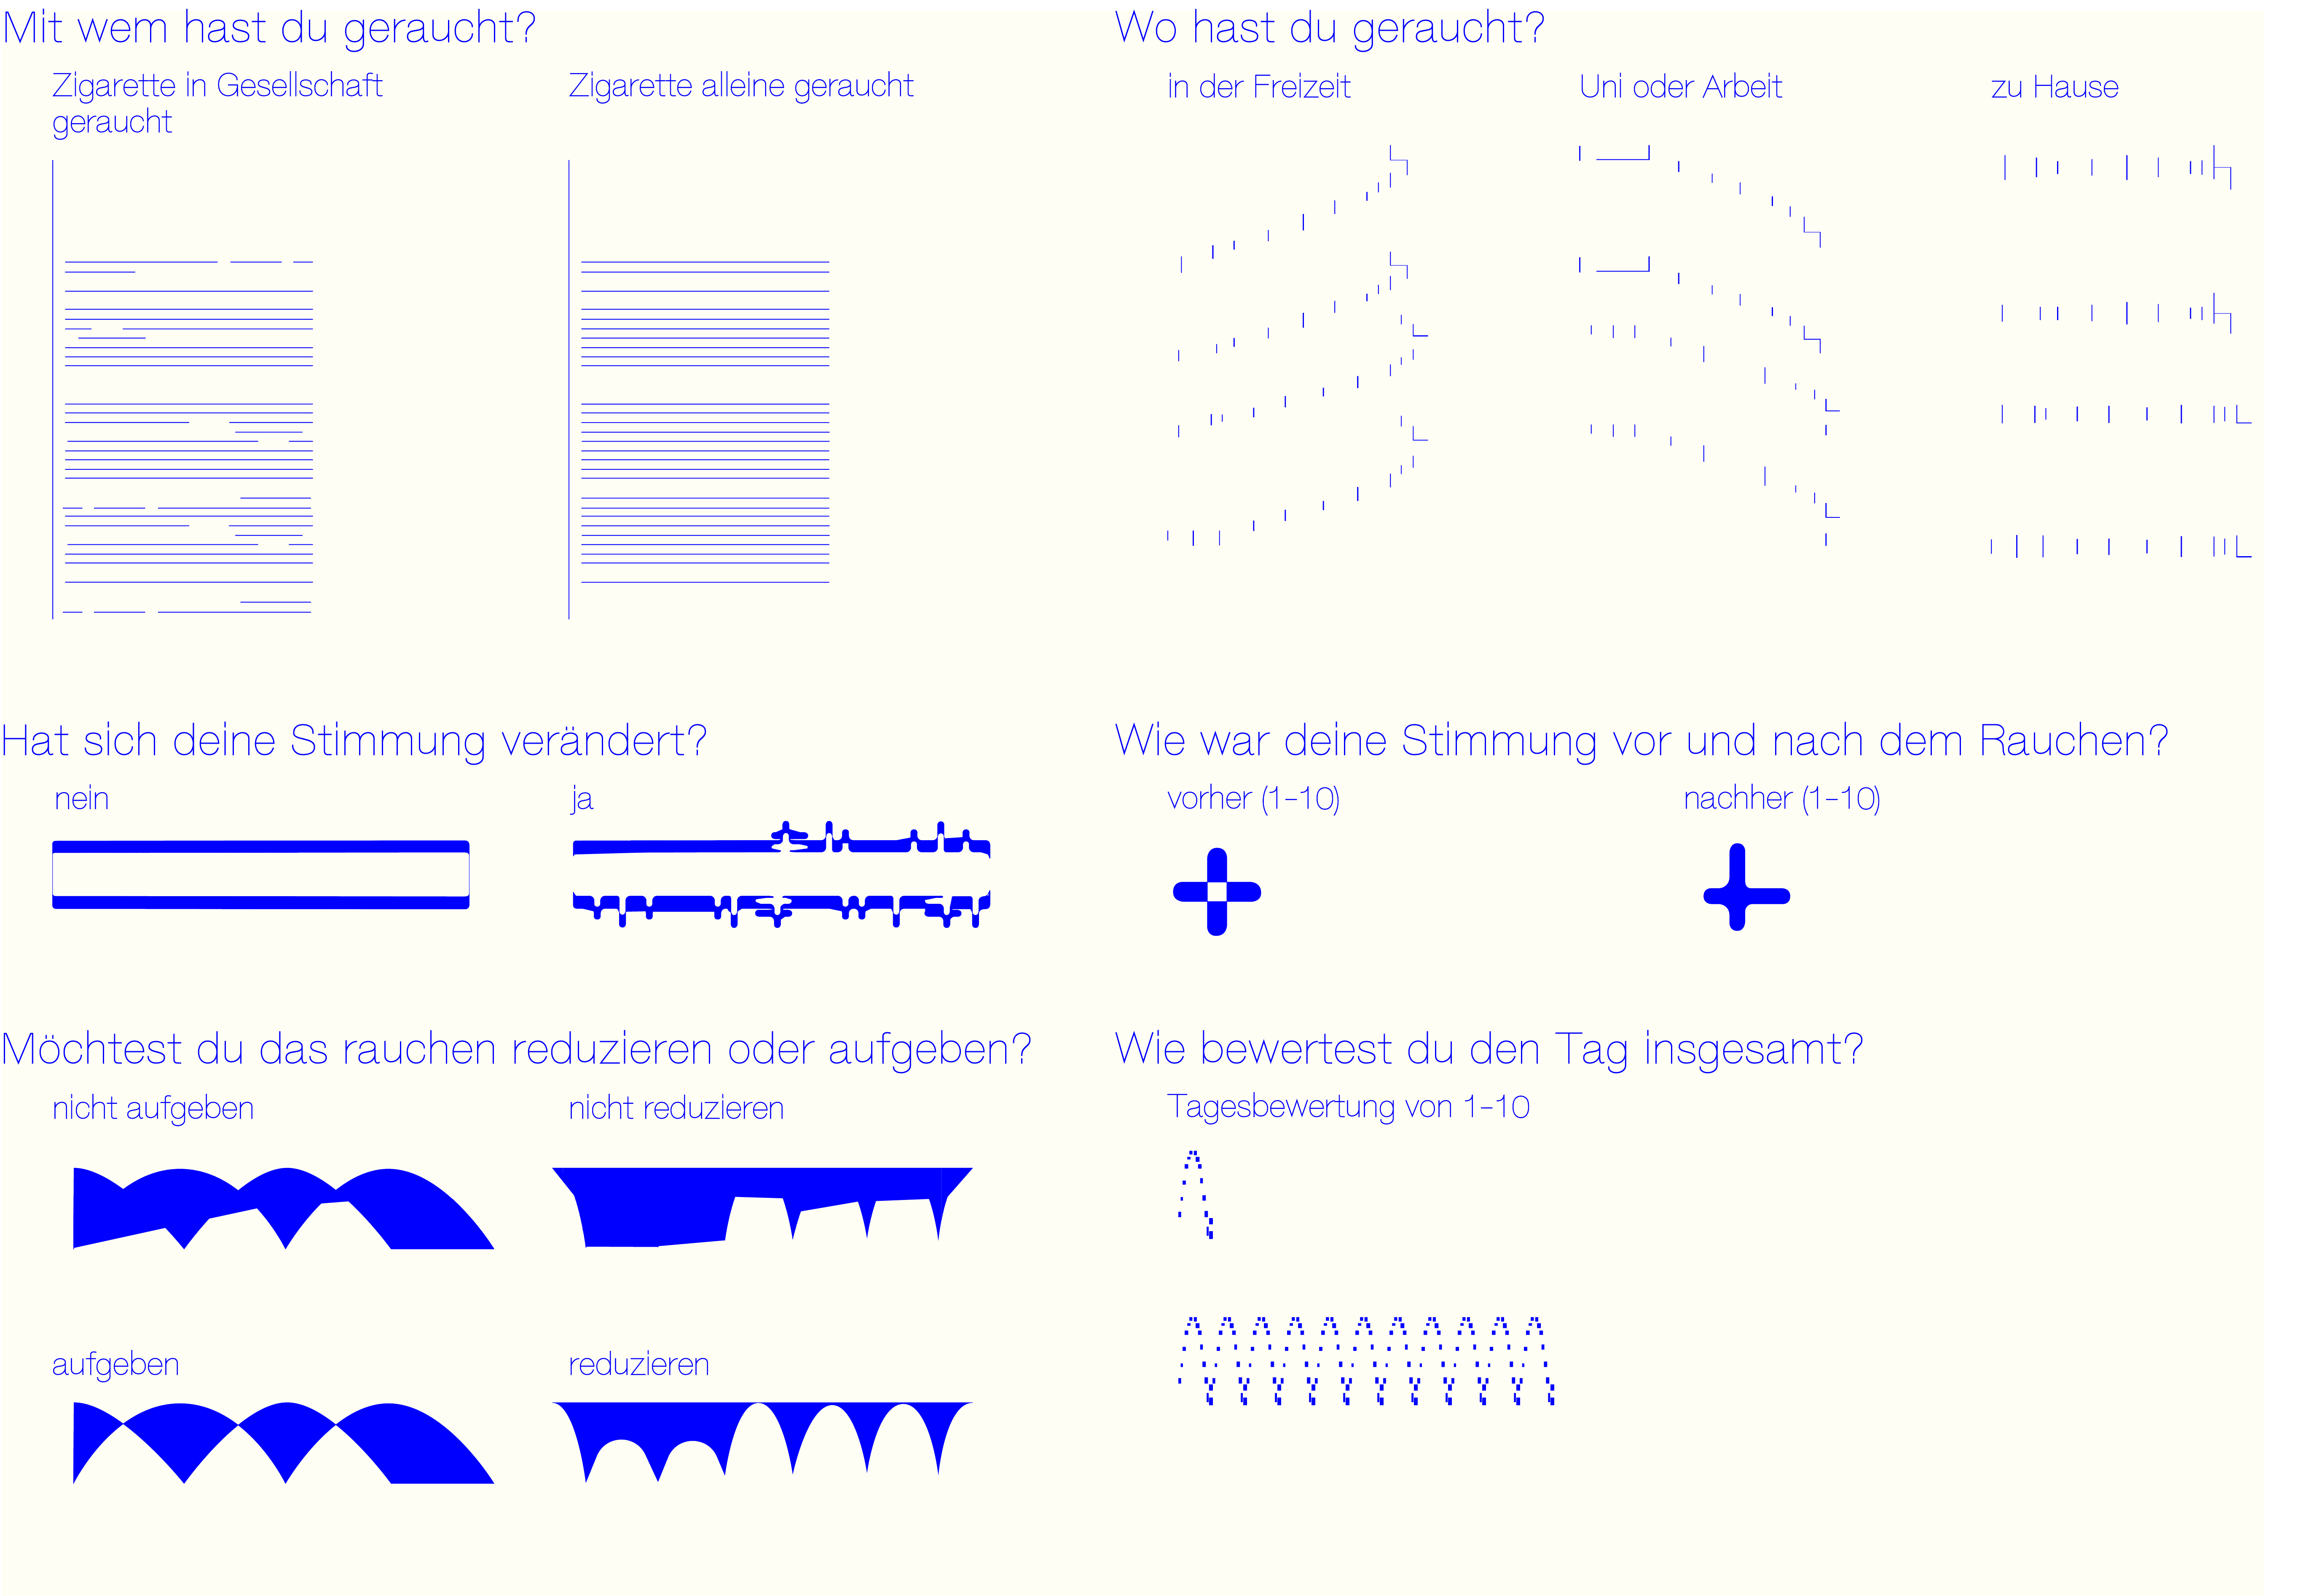 Mit wem hast du geraucht?
Zigarette in Gesellschaft
geraucht
Zigarette alleine geraucht
Wo hast du geraucht?
in der Freizeit
Uni oder Arbeit
zu Hause
Hat sich deine Stimmung verändert?
nein
ja
Wie war deine Stimmung vor und nach dem Rauchen?
vorher (1-10)
nachher (1-10)
Möchtest du das rauchen reduzieren oder aufgeben?
nicht aufgeben
nicht reduzieren
aufgeben
reduzieren
Wie bewertest du den Tag insgesamt?
Tagesbewertung von 1-10